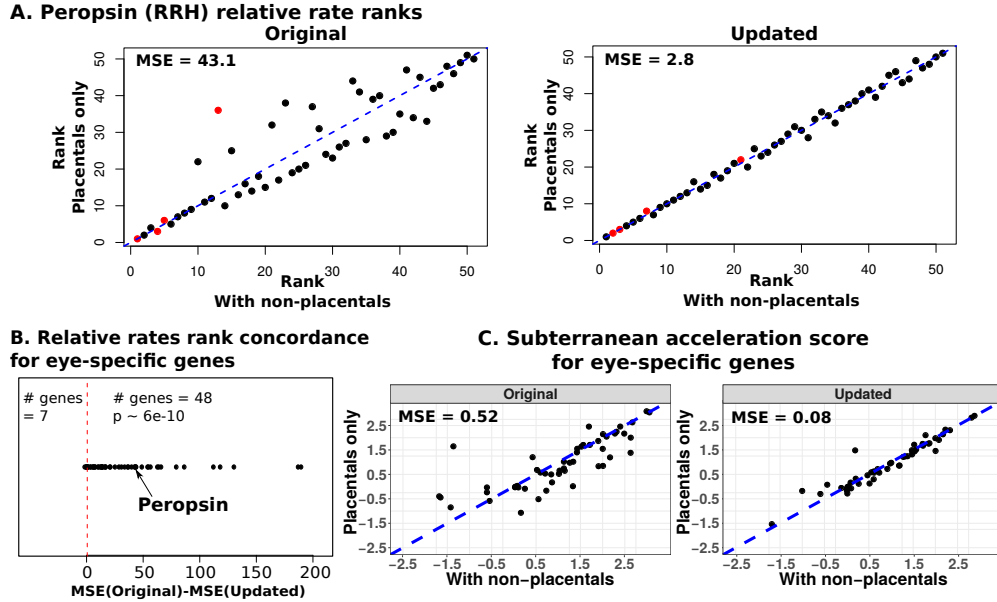 A. Peropsin (RRH) relative rate ranks
Original
MSE = 43.1
Rank
Placentals only
0
10
20
30
40
50
0
10
20
30
40
50
Rank
With non-placentals
Updated
MSE = 2.8
Rank
Placentals only
0
10
20
30
40
50
0
10
20
30
40
50
Rank
With non-placentals
B. Relative rates rank concordance
for eye-specific genes
# genes
= 7
# genes = 48
p ~ 6e-10
Peropsin
0
50
100
150
200
MSE(Original)-MSE(Updated)
C. Subterranean acceleration score
for eye-specific genes
Original
MSE = 0.52
Placentals only
2.5
1.5
0.5
−0.5
−1.5
−2.5
−2.5
−1.5
−0.5
0.5
1.5
2.5
With non−placentals
Updated
MSE = 0.08
Placentals only
2.5
1.5
0.5
−0.5
−1.5
−2.5
−2.5
−1.5
−0.5
0.5
1.5
2.5
With non−placentals